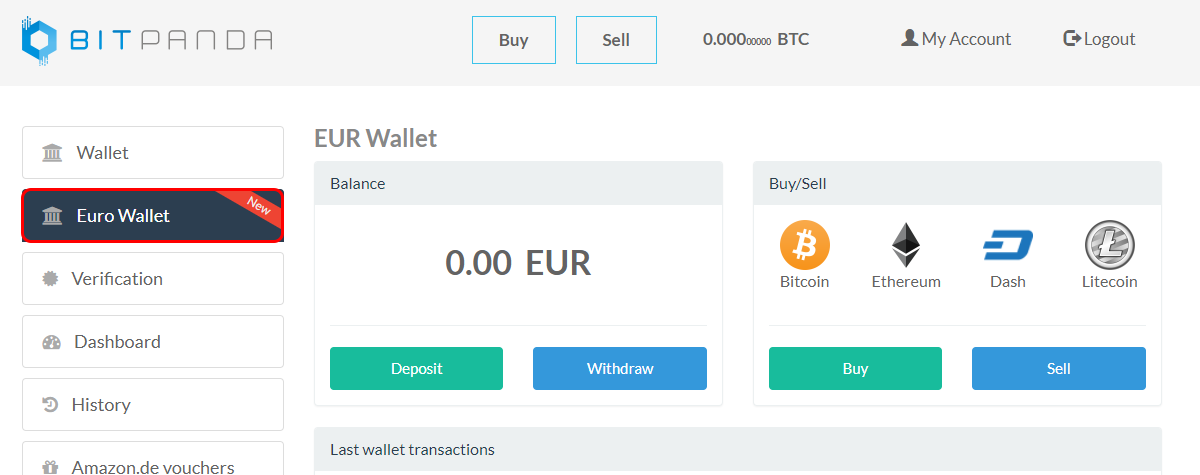 BITPANDA
Buy
Sell
0.00000000 BTC
My Account
Logout
Wallet
Euro Wallet
New
Verification
Dashboard
History
Amazon.de vouchers
EUR Wallet
Balance
0.00 EUR
Deposit
Withdraw
Buy/Sell
Bitcoin
Ethereum
Dash
Litecoin
Buy
Sell
Last wallet transactions